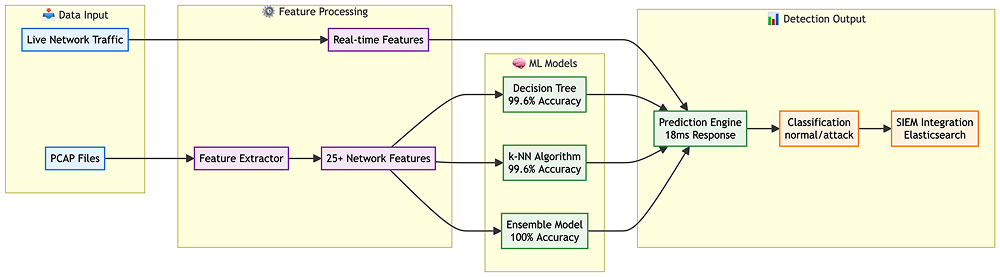 📥 Data Input
Live Network Traffic
PCAP Files
⚙️ Feature Processing
Real-time Features
Feature Extractor
25+ Network Features
🧠 ML Models
Decision Tree
99.6% Accuracy
k-NN Algorithm
99.6% Accuracy
Ensemble Model
100% Accuracy
📊 Detection Output
Prediction Engine
18ms Response
Classification
normal/attack
SIEM Integration
Elasticsearch